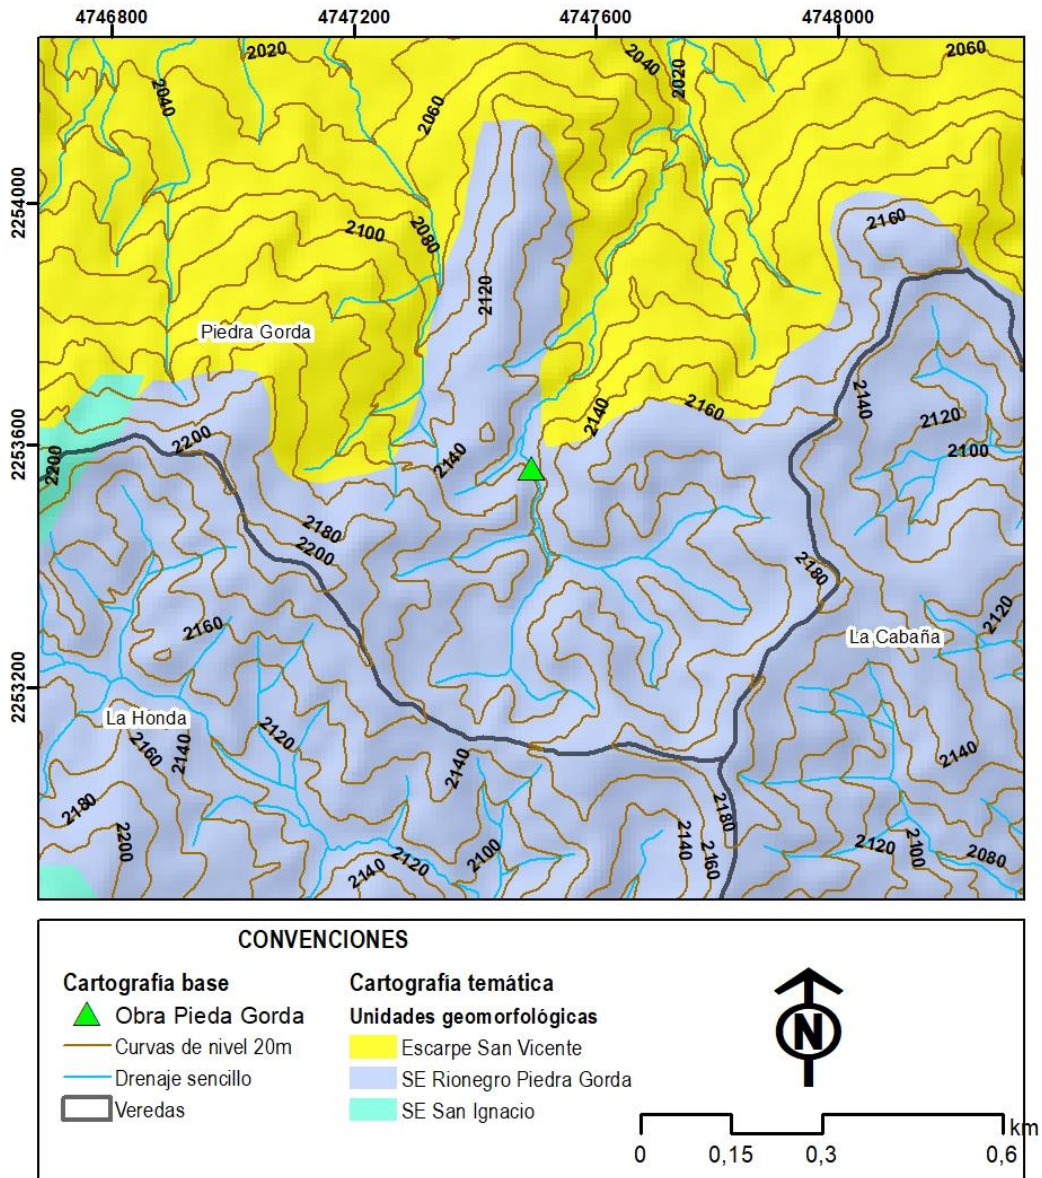 4746800 4747200 4747600 4748000
2020
2040
2060
2040
2020
2060
2254000
2100
2080
2160
2120
Piedra Gorda
2140
2160
2140
2120
2100
2253600
2200
2200
2140
2180
2200
2180
2120
2160
La Cabaña
2253200
La Honda
2160
2140
2120
2140
2140
2180
2200
2180
2140
2160
2140
2120
2100
2120
2100
2080
CONVENCIONES
Cartografía base
Obra Pieda Gorda
Curvas de nivel 20m
Drenaje sencillo
Veredas
Cartografía temática
Unidades geomorfológicas
Escarpe San Vicente
SE Rionegro Piedra Gorda
SE San Ignacio
N
km
0 0,15 0,3 0,6